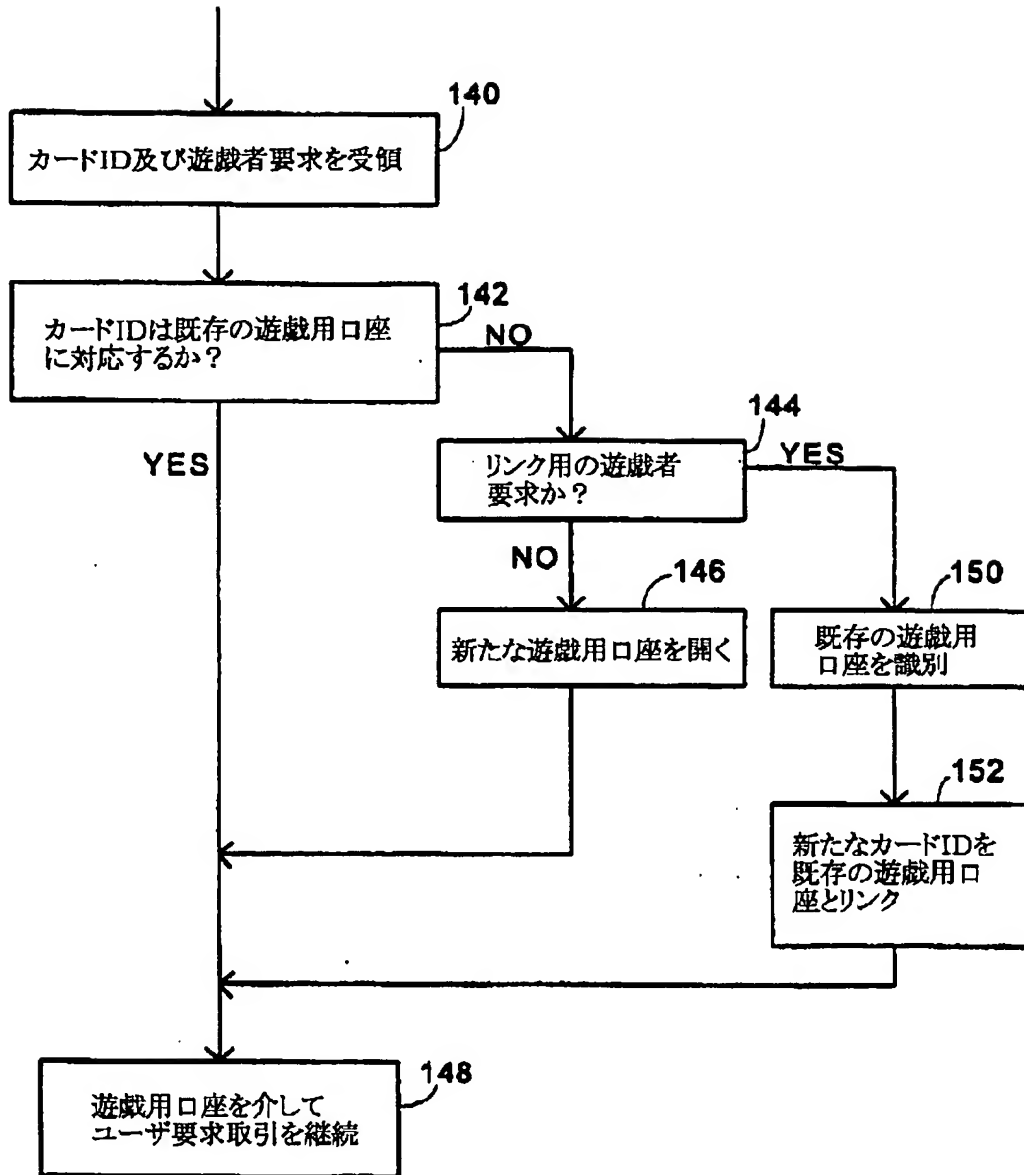 140
カードID及び遊戯者要求を受領
142
カードIDは既存の遊戯用口座
に対応するか?
NO
144
リンク用の遊戯者
要求か?
YES
YES
NO
146
新たな遊戯用口座を開く
150
既存の遊戯用
口座を識別
152
新たなカードIDを
既存の遊戯用口
座とリンク
148
遊戯用口座を介して
ユーザ要求取引を継続